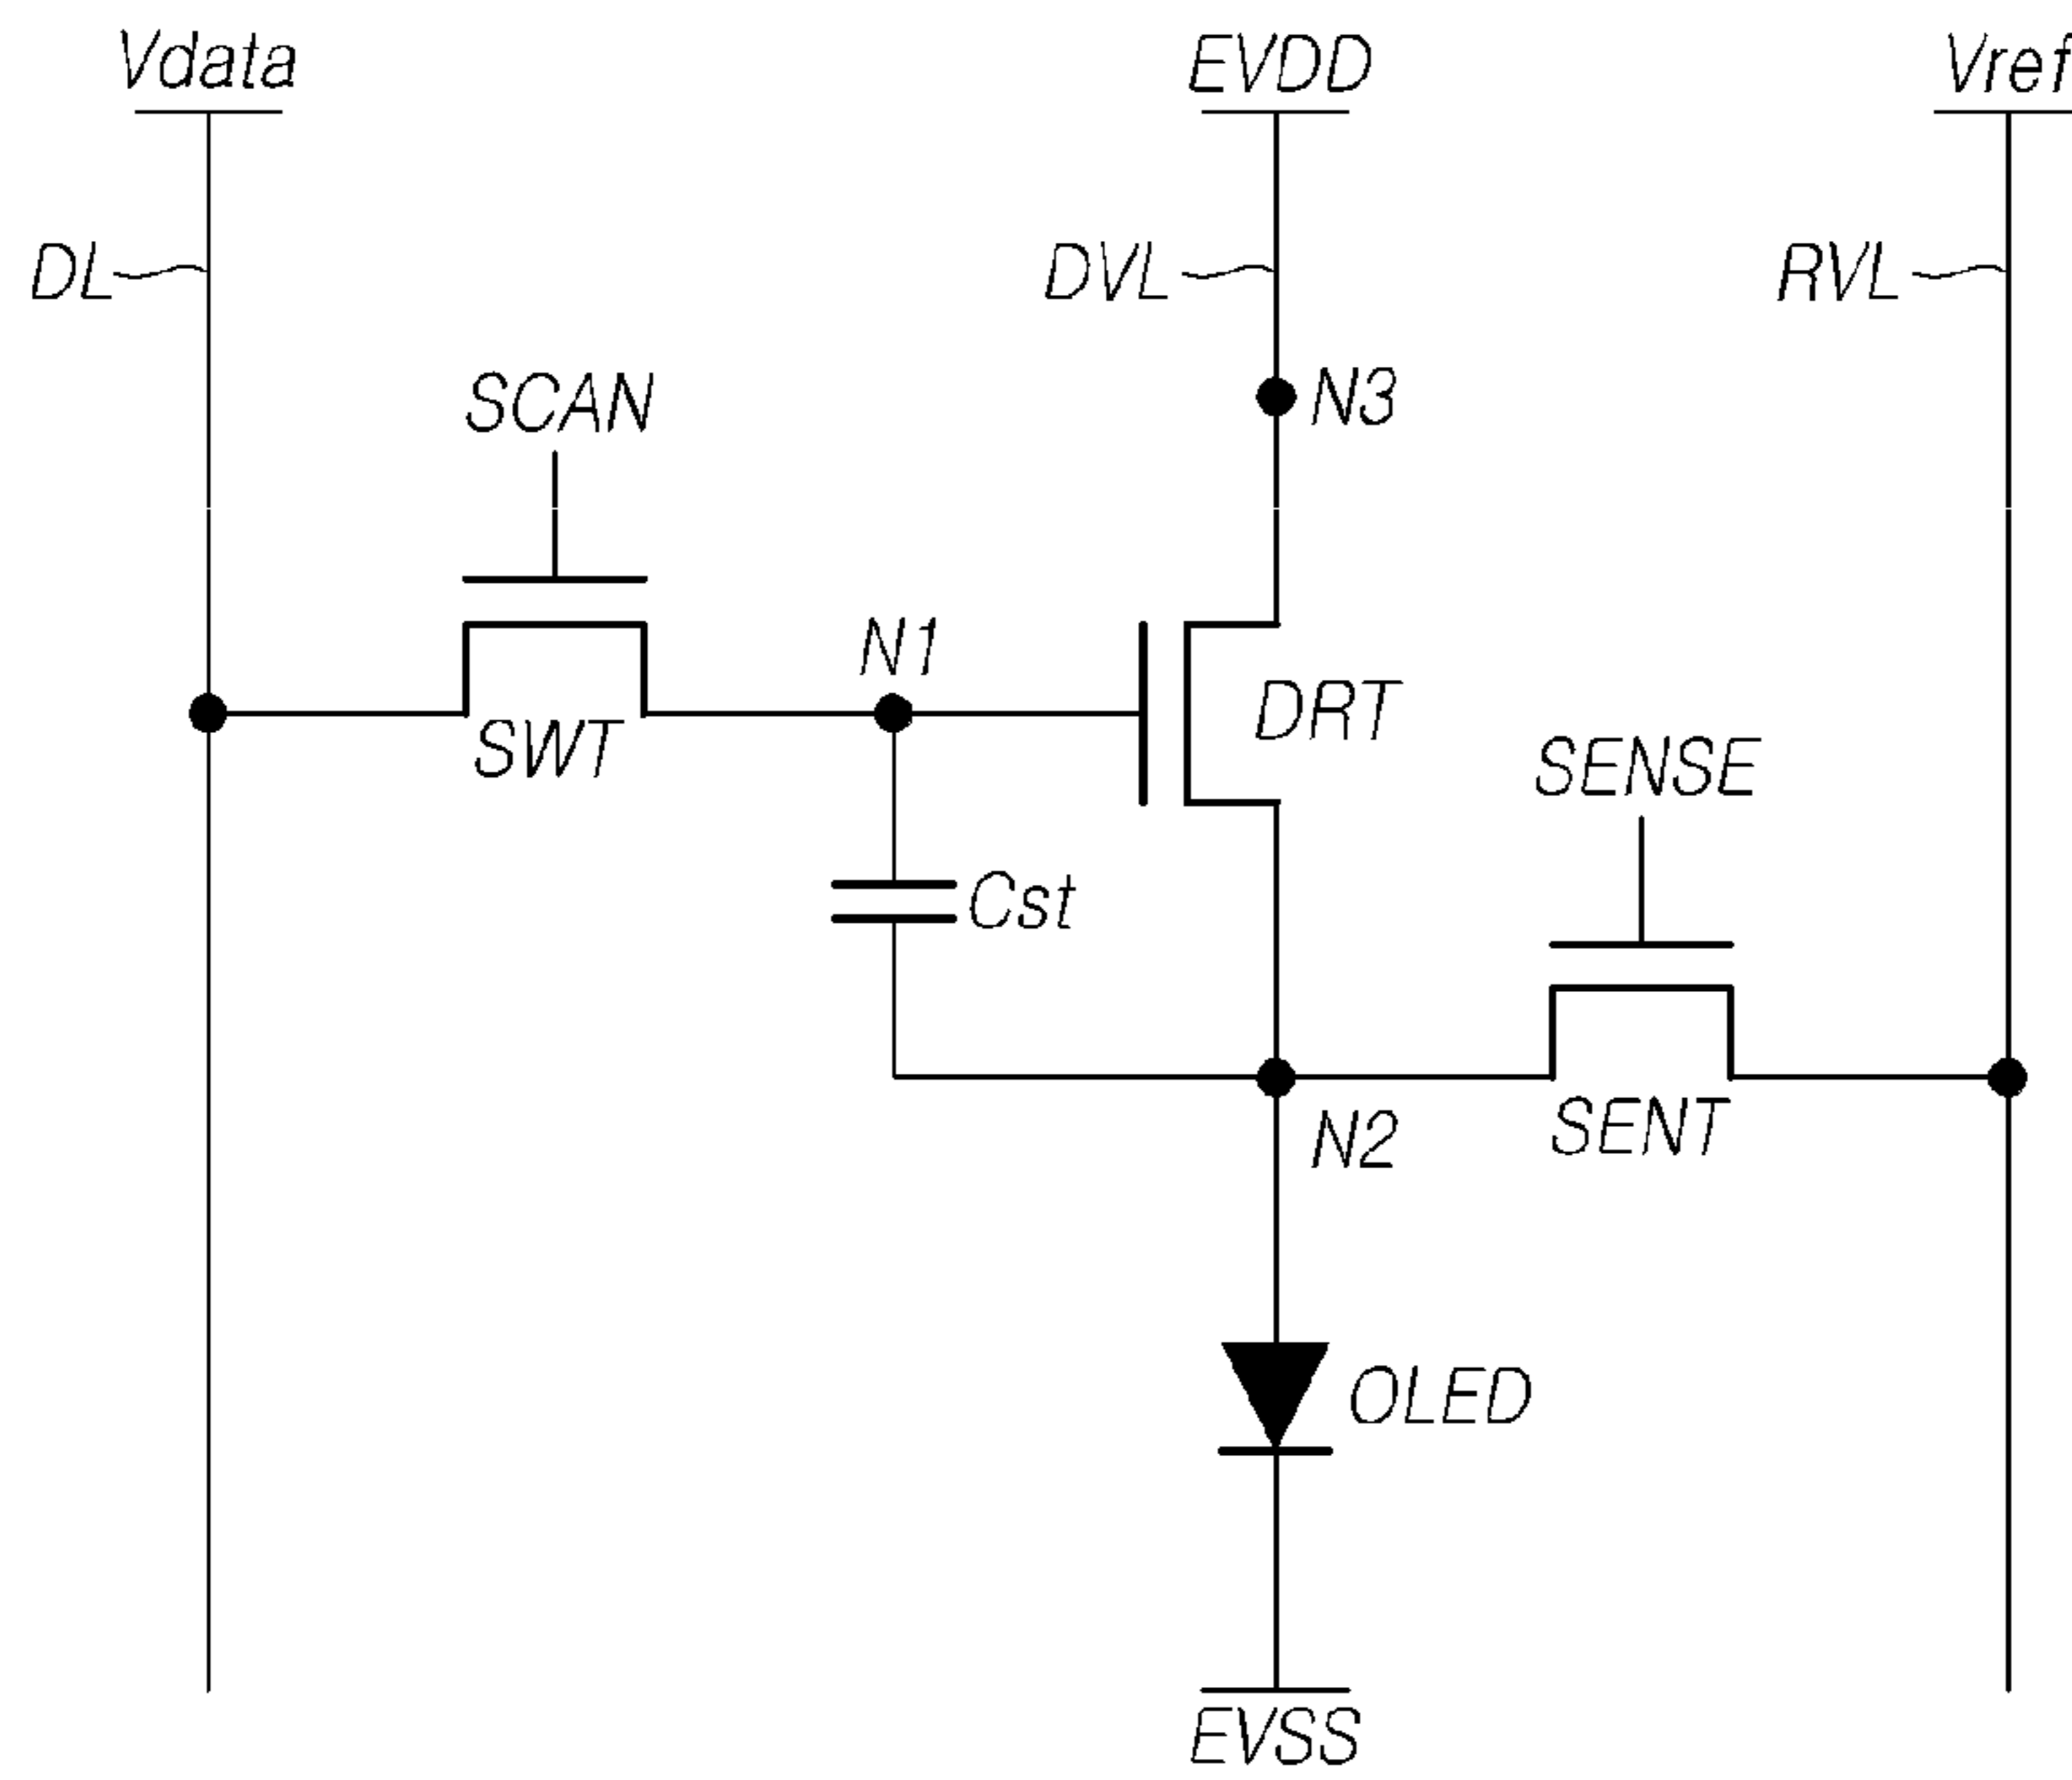 Vdata
EVDD
Vref
DL
DVL
RVL
N3
SCAN
N1
SWT
DRT
SENSE
Cst
N2
SENT
OLED
EVSS